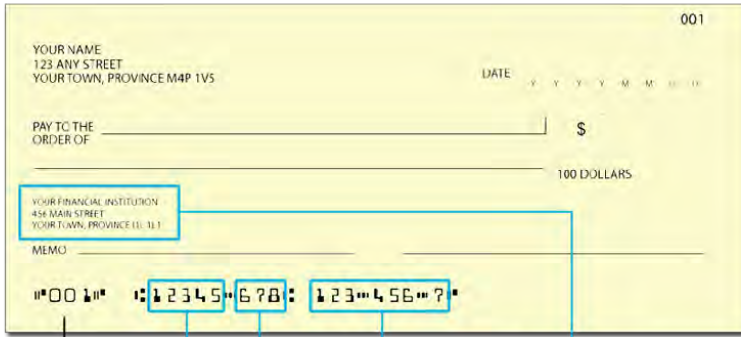 001
YOUR NAME
123 ANY STREET
YOUR TOWN, PROVINCE M4P 1V5
DATE
Y Y Y Y M M D D
PAY TO THE
ORDER OF
$
100 DOLLARS
YOUR FINANCIAL INSTITUTION
456 MAIN STREET
YOUR TOWN, PROVINCE
MEMO
⑈001⑈ ⑆12345⑉678⑆ 123⑉456⑉7⑈